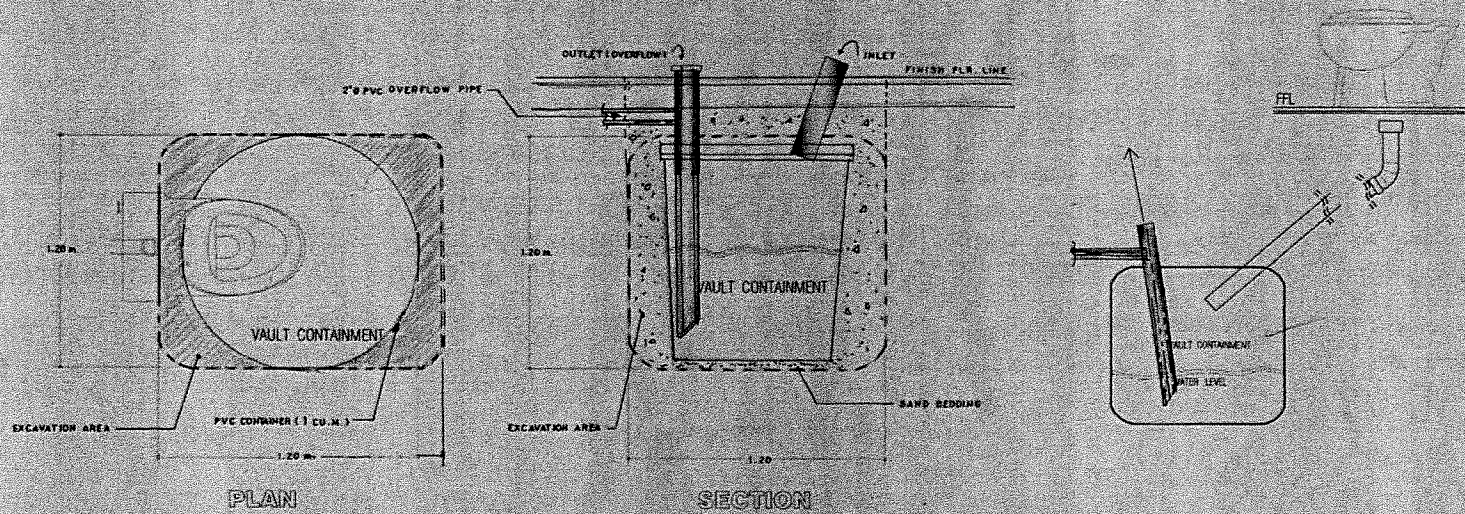 OUTLET (OVERFLOW)
INLET
FINISH FLR. LINE
2"Ø PVC OVERFLOW PIPE
FFL
1.20 m.
1.20 m.
VAULT CONTAINMENT
VAULT CONTAINMENT
VAULT CONTAINMENT
WATER LEVEL
EXCAVATION AREA
PVC CONTAINER (1 CU.M.)
EXCAVATION AREA
SAND BEDDING
1.20 m.
1.20
PLAN
SECTION